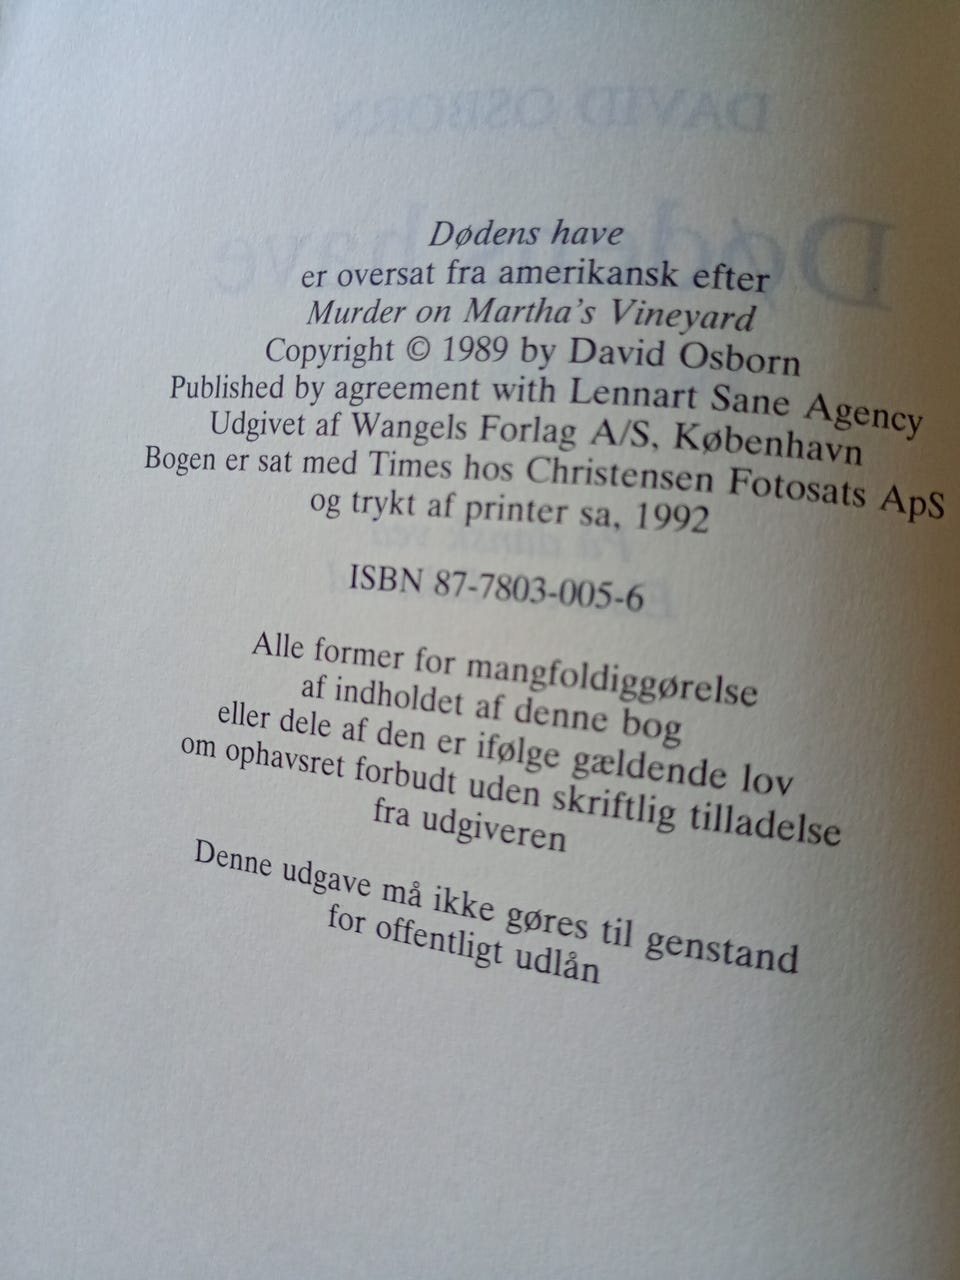 Dødens have
er oversat fra amerikansk efter
Murder on Martha's Vineyard
Copyright © 1989 by David Osborn
Published by agreement with Lennart Sane Agency
Udgivet af Wangels Forlag A/S, København
Bogen er sat med Times hos Christensen Fotosats ApS
og trykt af printer sa, 1992
ISBN 87-7803-005-6
Alle former for mangfoldiggørelse
af indholdet af denne bog
eller dele af den er ifølge gældende lov
om ophavsret forbudt uden skriftlig tilladelse
fra udgiveren
Denne udgave må ikke gøres til genstand
for offentligt udlån